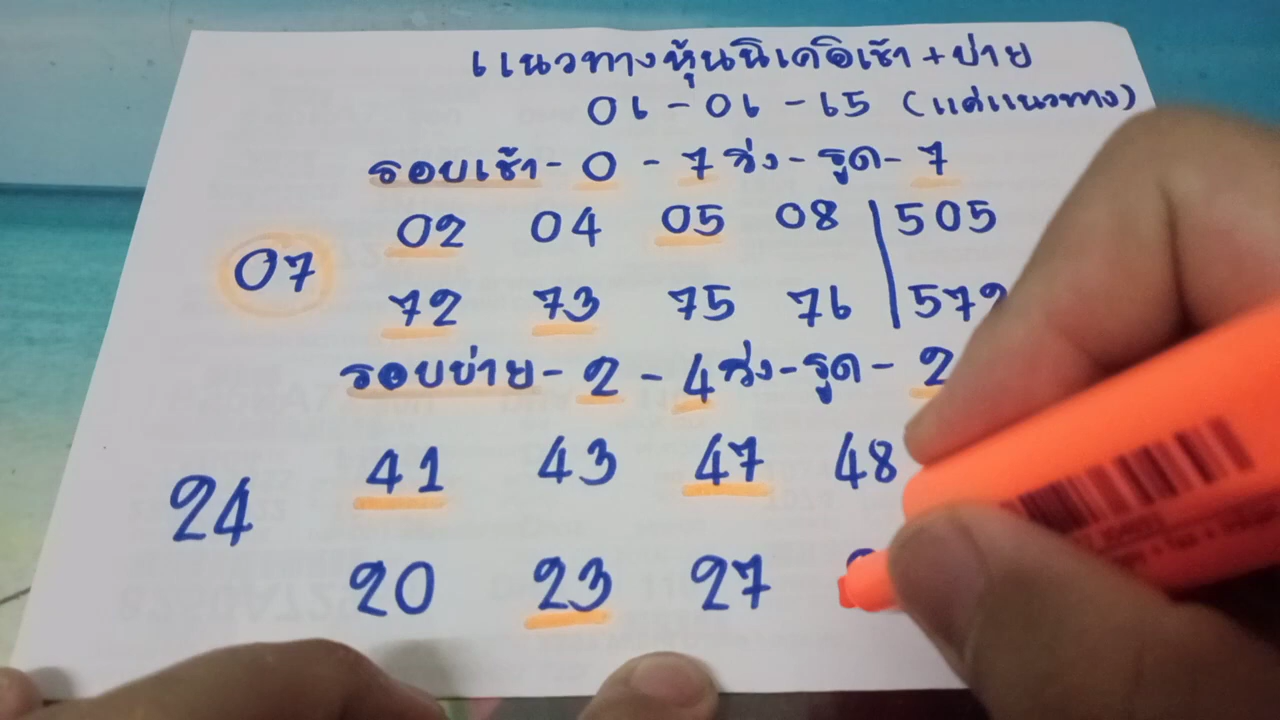 แนวทางหุ้นนิเคอิเช้า+บ่าย
06-06-65 (แค่แนวทาง)
รอบเช้า-0-7วิ่ง-รูด-7
02 04 05 08 505
07
72 73 75 76 579
รอบบ่าย-2-4วิ่ง-รูด-2
41 43 47 48
24
20 23 27